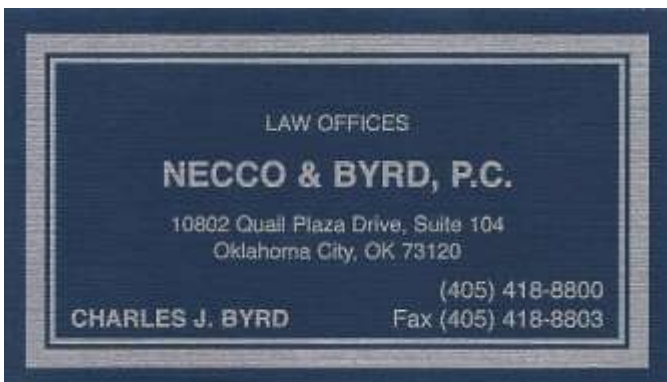 LAW OFFICES
NECCO & BYRD, P.C.
10802 Quail Plaza Drive, Suite 104
Oklahoma City, OK 73120
(405) 418-8800
CHARLES J. BYRD Fax (405) 418-8803